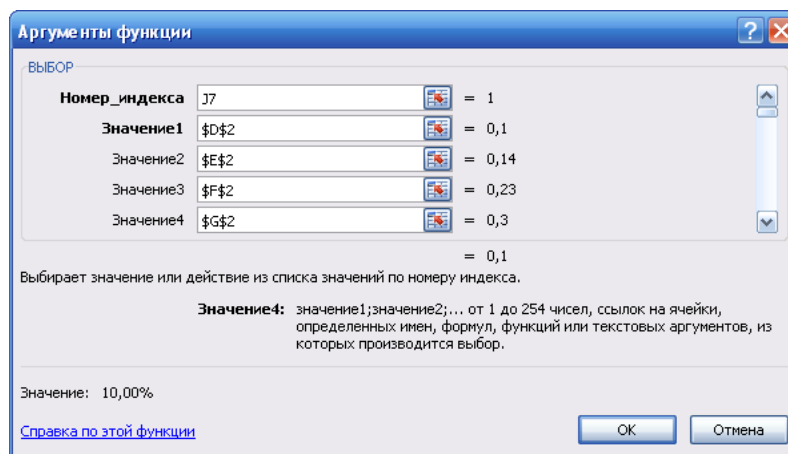 Аргументы функции
ВЫБОР
Номер_индекса J7 = 1
Значение1 $D$2 = 0,1
Значение2 $E$2 = 0,14
Значение3 $F$2 = 0,23
Значение4 $G$2 = 0,3
= 0,1
Выбирает значение или действие из списка значений по номеру индекса.
Значение4: значение1;значение2;... от 1 до 254 чисел, ссылок на ячейки,
определенных имен, формул, функций или текстовых аргументов, из
которых производится выбор.
Значение: 10,00%
Справка по этой функции ОК Отмена